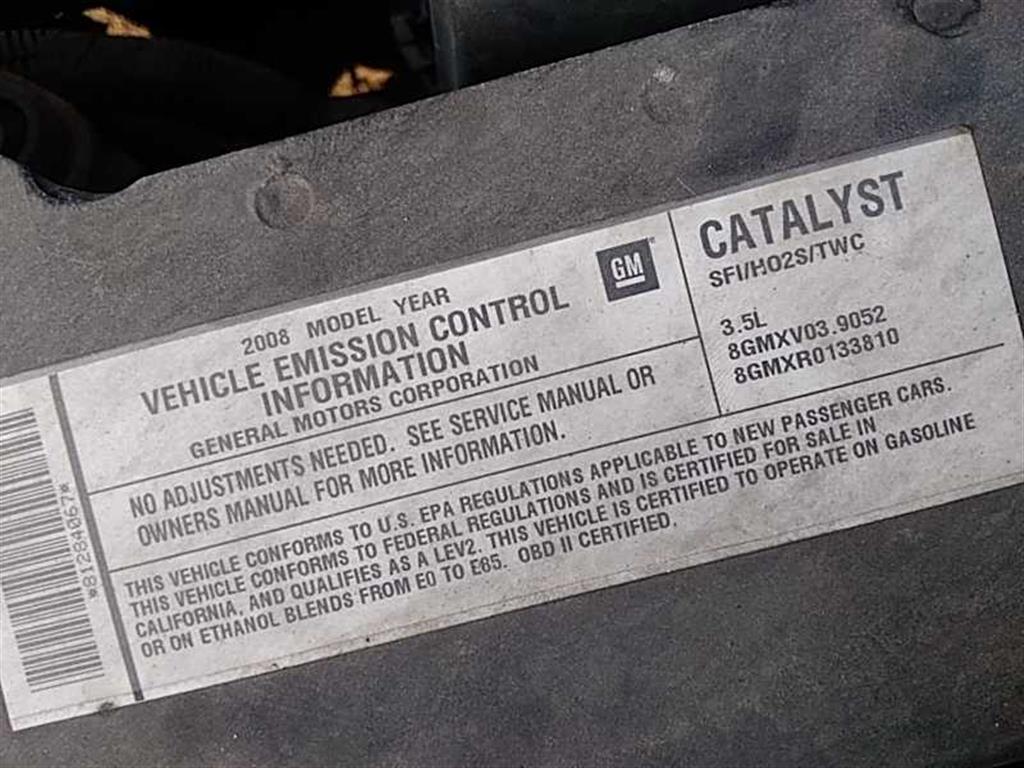 2008 MODEL YEAR
VEHICLE EMISSION CONTROL
INFORMATION
GENERAL MOTORS CORPORATION
GM
CATALYST
SFI/HO2S/TWC
3.5L
8GMXV03.9052
8GMXR0133810
NO ADJUSTMENTS NEEDED. SEE SERVICE MANUAL OR
OWNERS MANUAL FOR MORE INFORMATION.
THIS VEHICLE CONFORMS TO U.S. EPA REGULATIONS APPLICABLE TO NEW PASSENGER CARS.
THIS VEHICLE CONFORMS TO FEDERAL REGULATIONS AND IS CERTIFIED FOR SALE IN
CALIFORNIA, AND QUALIFIES AS A LEV2. THIS VEHICLE IS CERTIFIED TO OPERATE ON GASOLINE
OR ON ETHANOL BLENDS FROM E0 TO E85. OBD II CERTIFIED.
*81284067*